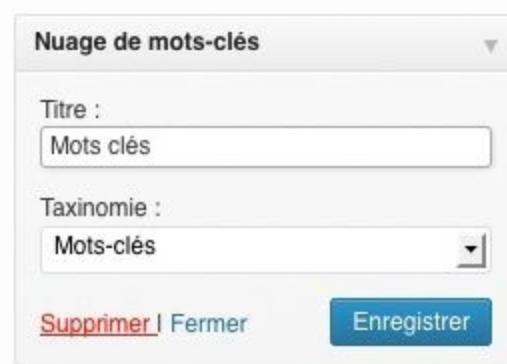 Nuage de mots-clés
Titre :
Mots clés
Taxinomie :
Mots-clés
Supprimer | Fermer
Enregistrer